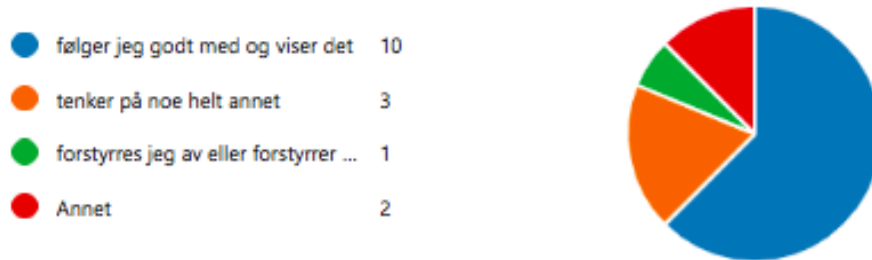 følger jeg godt med og viser det 10
tenker på noe helt annet 3
forstyrres jeg av eller forstyrrer ... 1
Annet 2